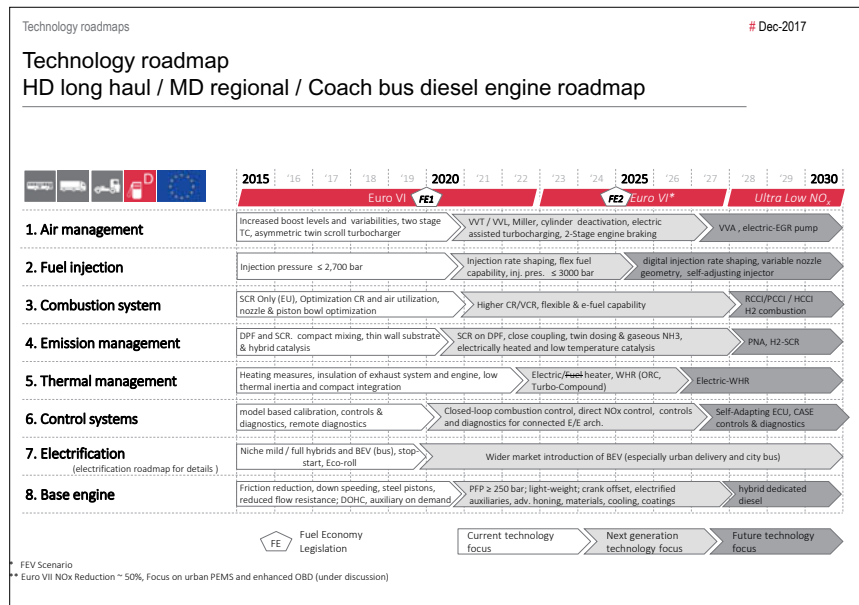 Technology roadmaps
# Dec-2017
Technology roadmap
HD long haul / MD regional / Coach bus diesel engine roadmap
D
2015 '16 '17 '18 '19 2020 '21 '22 '23 '24 2025 '26 '27 '28 '29 2030
Euro VI FE1 FE2 Euro VI* Ultra Low NOx
1. Air management
Increased boost levels and variabilities, two stage
TC, asymmetric twin scroll turbocharger
VVT / VVL, Miller, cylinder deactivation, electric
assisted turbocharging, 2-Stage engine braking
VVA , electric-EGR pump
2. Fuel injection
Injection pressure ≤ 2,700 bar
Injection rate shaping, flex fuel
capability, inj. pres. ≤ 3000 bar
digital injection rate shaping, variable nozzle
geometry, self-adjusting injector
3. Combustion system
SCR Only (EU), Optimization CR and air utilization,
nozzle & piston bowl optimization
Higher CR/VCR, flexible & e-fuel capability
RCCI/PCCI / HCCI
H2 combustion
4. Emission management
DPF and SCR. compact mixing, thin wall substrate
& hybrid catalysis
SCR on DPF, close coupling, twin dosing & gaseous NH3,
electrically heated and low temperature catalysis
PNA, H2-SCR
5. Thermal management
Heating measures, insulation of exhaust system and engine, low
thermal inertia and compact integration
Electric/Fuel heater, WHR (ORC,
Turbo-Compound)
Electric-WHR
6. Control systems
model based calibration, controls &
diagnostics, remote diagnostics
Closed-loop combustion control, direct NOx control, controls
and diagnostics for connected E/E arch.
Self-Adapting ECU, CASE
controls & diagnostics
7. Electrification
(electrification roadmap for details )
Niche mild / full hybrids and BEV (bus), stop-
start, Eco-roll
Wider market introduction of BEV (especially urban delivery and city bus)
8. Base engine
Friction reduction, down speeding, steel pistons,
reduced flow resistance; DOHC, auxiliary on demand
PFP ≥ 250 bar; light-weight; crank offset, electrified
auxiliaries, adv. honing, materials, cooling, coatings
hybrid dedicated
diesel
FE
Fuel Economy
Legislation
Current technology
focus
Next generation
technology focus
Future technology
focus
* FEV Scenario
** Euro VII NOx Reduction ~ 50%, Focus on urban PEMS and enhanced OBD (under discussion)